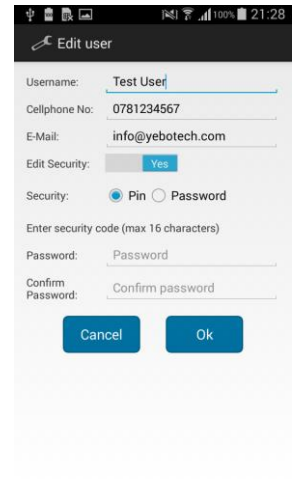 100% 21:28
Edit user
Username: Test User
Cellphone No: 0781234567
E-Mail: info@yebotech.com
Edit Security: Yes
Security: Pin Password
Enter security code (max 16 characters)
Password: Password
Confirm
Password: Confirm password
Cancel Ok